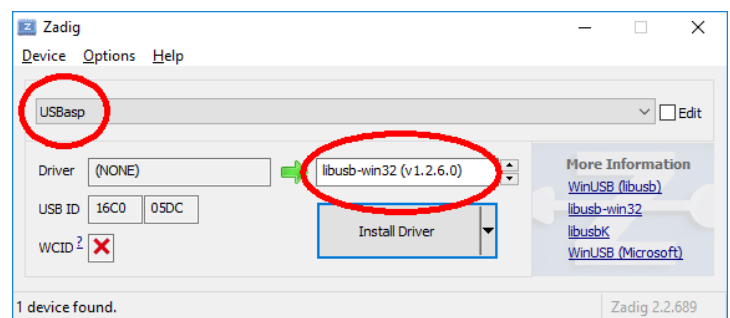 Zadig
Device Options Help
USBasp Edit
Driver (NONE) libusb-win32 (v1.2.6.0)
USB ID 16C0 05DC
WCID ?
Install Driver
More Information
WinUSB (libusb)
libusb-win32
libusbK
WinUSB (Microsoft)
1 device found. Zadig 2.2.689